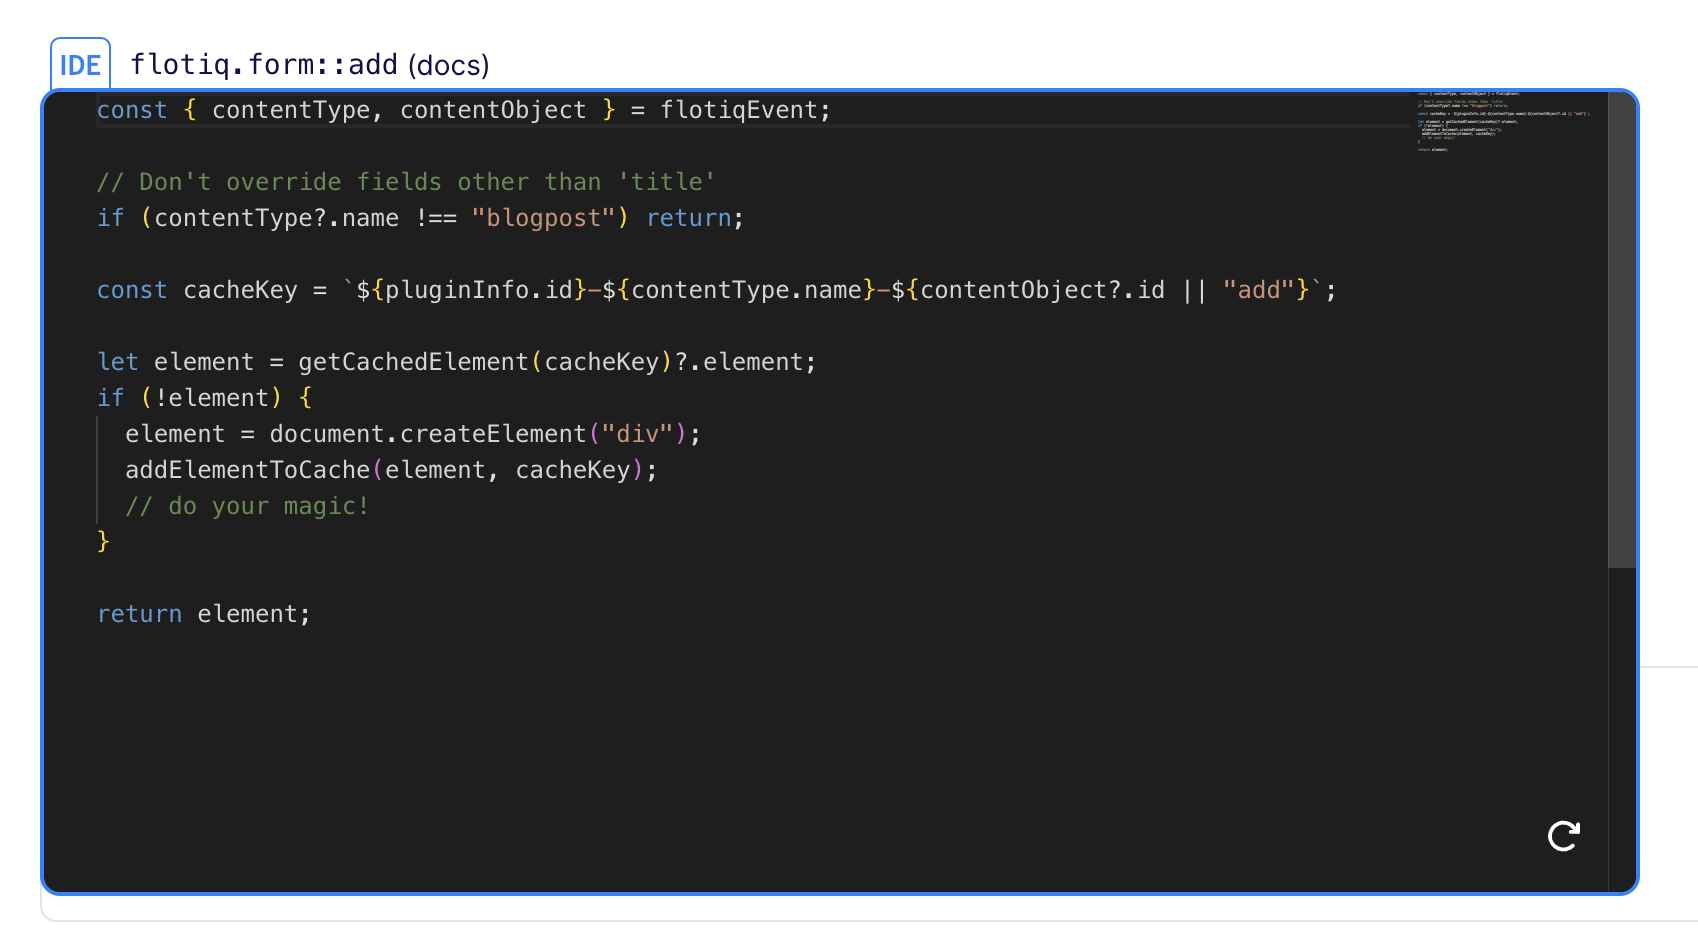 IDE flotiq.form::add (docs)
const { contentType, contentObject } = flotiqEvent;
// Don't override fields other than 'title'
if (contentType?.name !== "blogpost") return;
const cacheKey = `${pluginInfo.id}-${contentType.name}-${contentObject?.id || "add"}`;
let element = getCachedElement(cacheKey)?.element;
if (!element) {
element = document.createElement("div");
addElementToCache(element, cacheKey);
// do your magic!
}
return element;